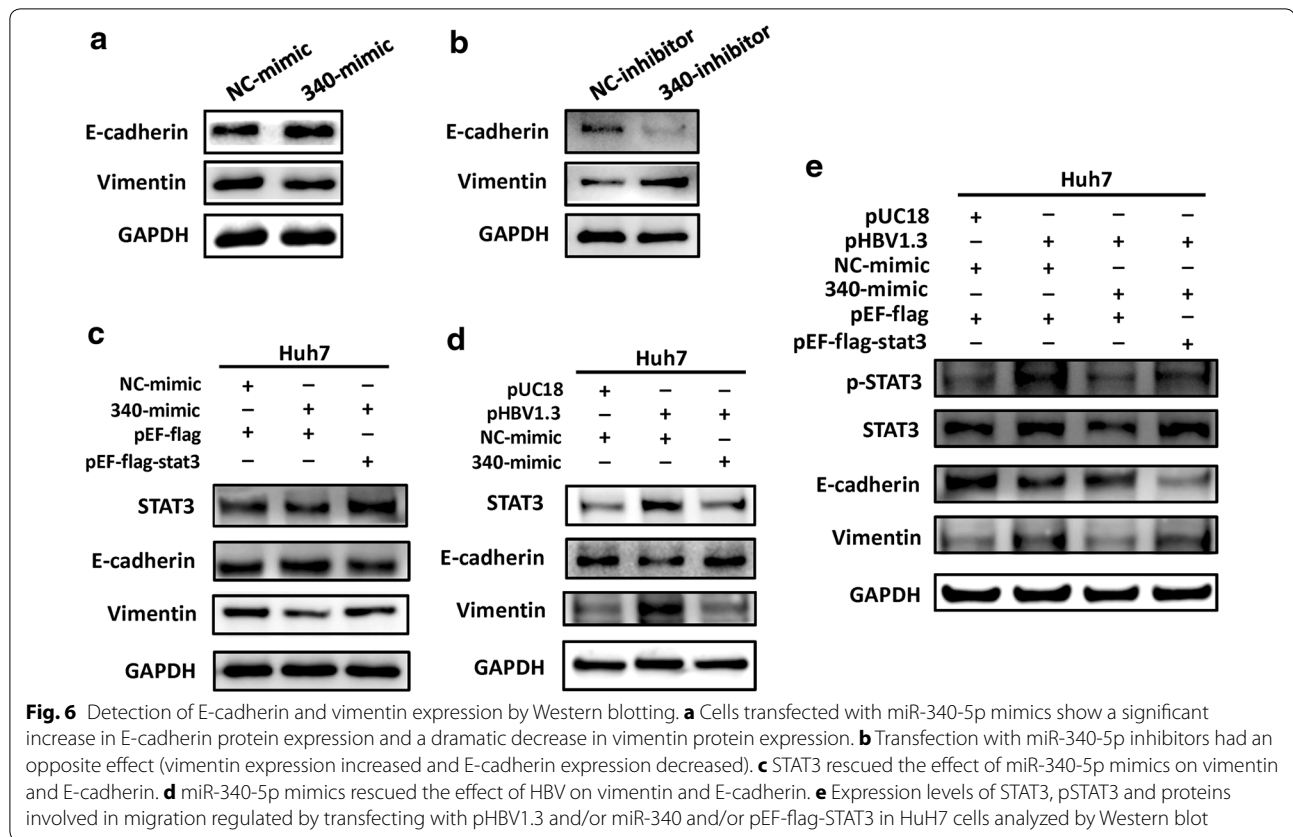 a
NC-mimic 340-mimic
E-cadherin
Vimentin
GAPDH
b
NC-inhibitor 340-inhibitor
E-cadherin
Vimentin
GAPDH
c
Huh7
NC-mimic + – –
340-mimic – + +
pEF-flag + + –
pEF-flag-stat3 – – +
STAT3
E-cadherin
Vimentin
GAPDH
d
Huh7
pUC18 + – –
pHBV1.3 – + +
NC-mimic + + –
340-mimic – – +
STAT3
E-cadherin
Vimentin
GAPDH
e
Huh7
pUC18 + – – –
pHBV1.3 – + + +
NC-mimic + + – –
340-mimic – – + +
pEF-flag + + + –
pEF-flag-stat3 – – – +
p-STAT3
STAT3
E-cadherin
Vimentin
GAPDH
Fig. 6 Detection of E-cadherin and vimentin expression by Western blotting. a Cells transfected with miR-340-5p mimics show a significant
increase in E-cadherin protein expression and a dramatic decrease in vimentin protein expression. b Transfection with miR-340-5p inhibitors had an
opposite effect (vimentin expression increased and E-cadherin expression decreased). c STAT3 rescued the effect of miR-340-5p mimics on vimentin
and E-cadherin. d miR-340-5p mimics rescued the effect of HBV on vimentin and E-cadherin. e Expression levels of STAT3, pSTAT3 and proteins
involved in migration regulated by transfecting with pHBV1.3 and/or miR-340 and/or pEF-flag-STAT3 in HuH7 cells analyzed by Western blot